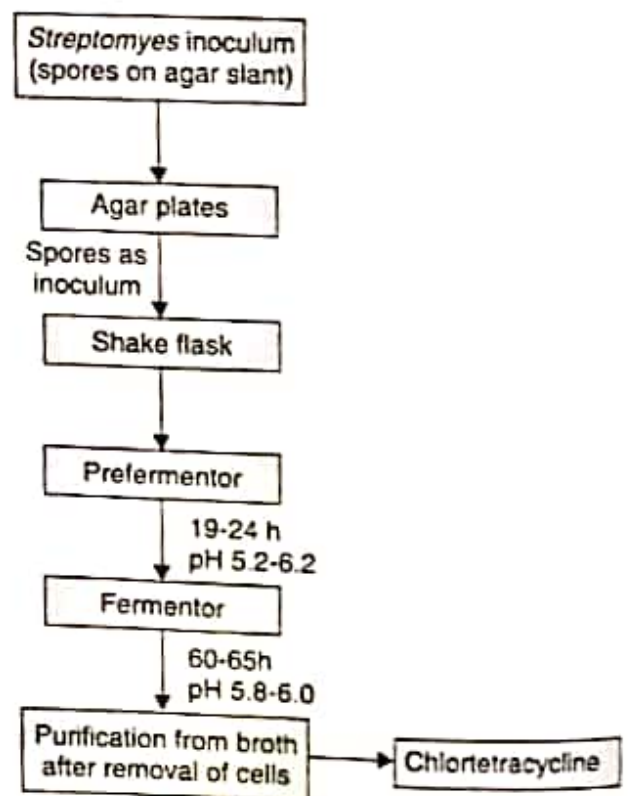 Streptomyes inoculum
(spores on agar slant)
Agar plates
Spores as
inoculum
Shake flask
Prefermentor
19-24 h
pH 5.2-6.2
Fermentor
60-65h
pH 5.8-6.0
Purification from broth
after removal of cells
Chlortetracycline